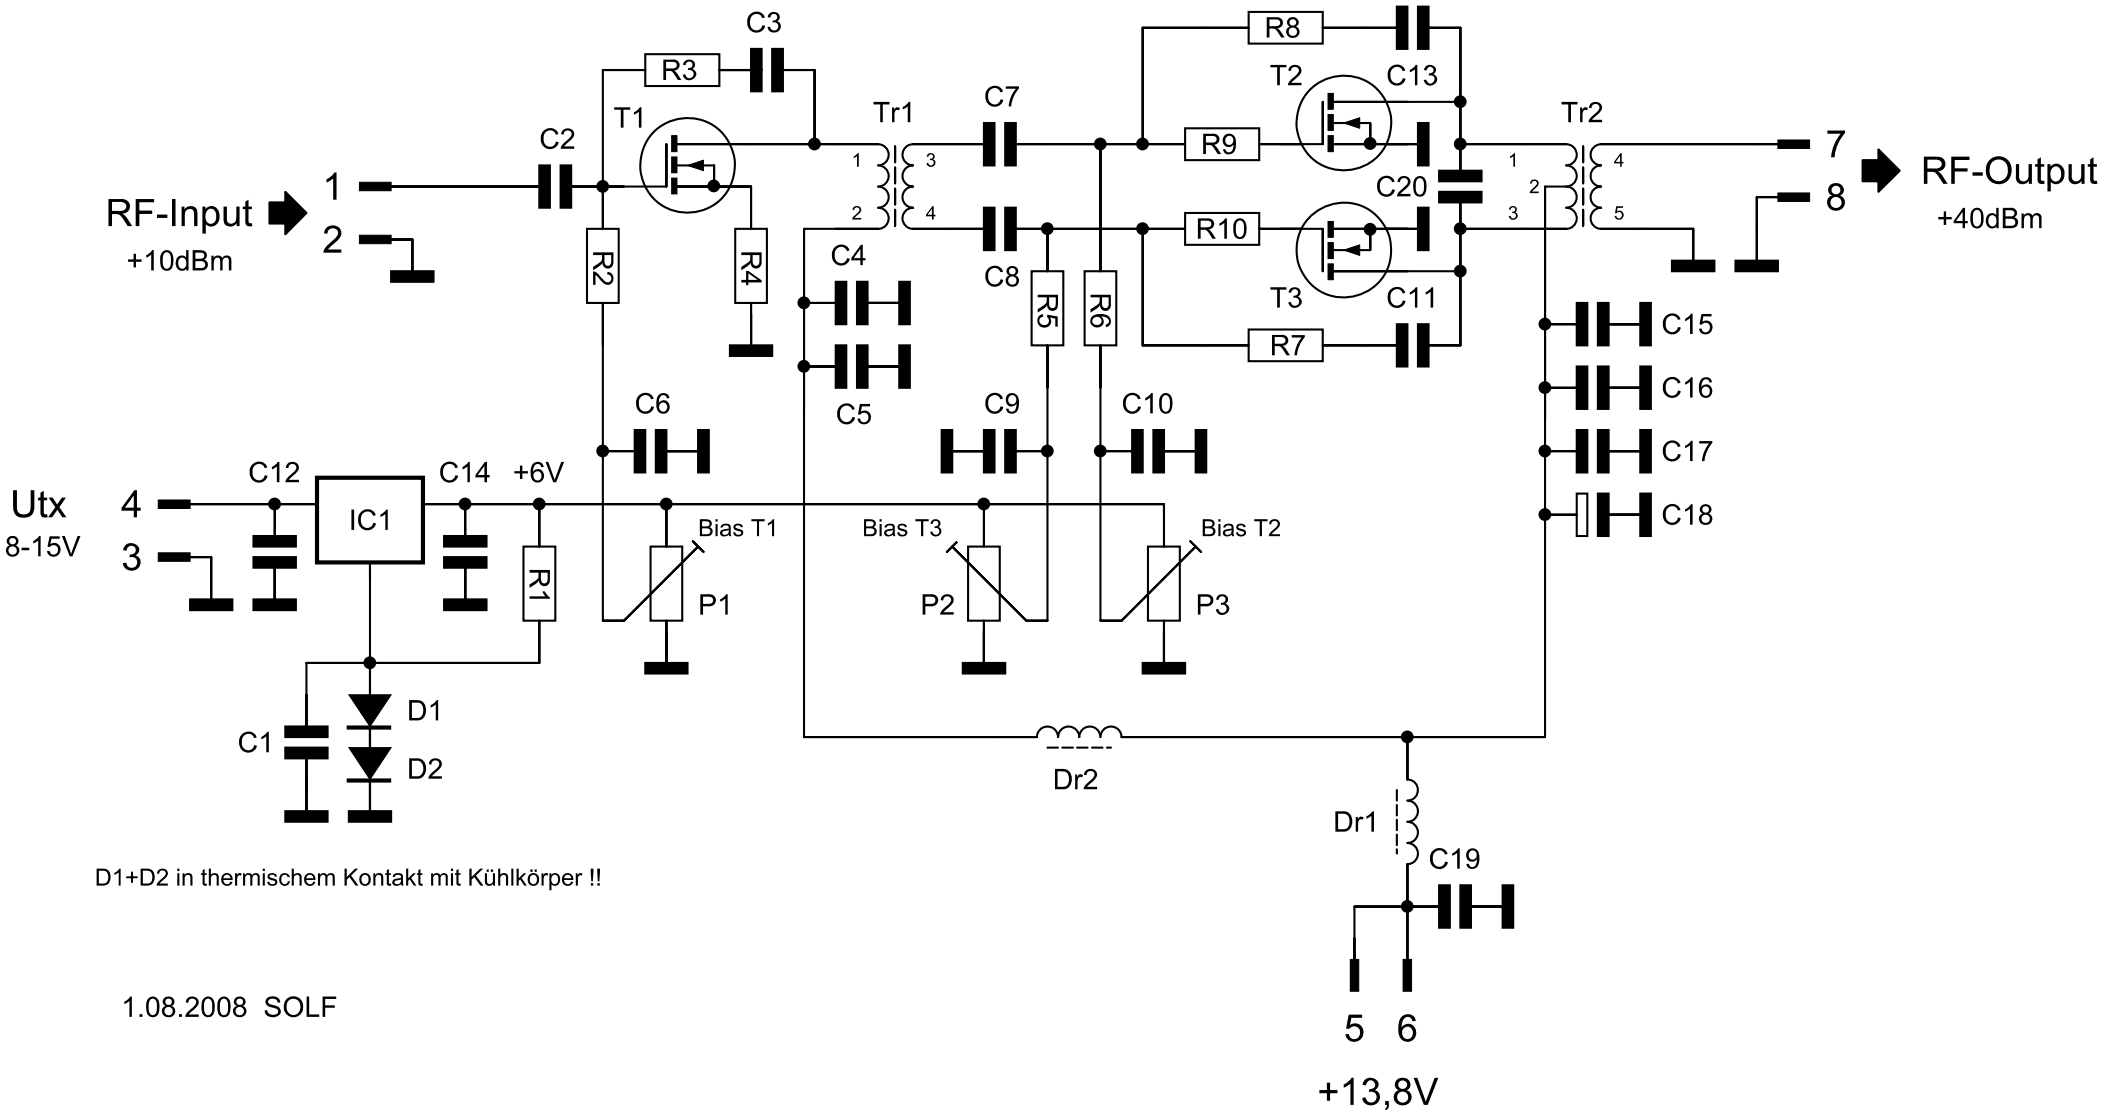 C3
R8
R3
T2
C13
T1
Tr1
C7
Tr2
C2
R9
1
3
1
4
7
RF-Input
1
C20
2
RF-Output
+10dBm
2
2
4
R10
3
5
8
+40dBm
R2
R4
C4
C8
R5
R6
T3
C11
C15
R7
C5
C16
C6
C9
C10
C17
C12
C14
+6V
Utx
4
IC1
Bias T1
Bias T3
Bias T2
C18
8-15V
3
R1
P1
P2
P3
C1
D1
D2
Dr2
Dr1
C19
D1+D2 in thermischem Kontakt mit Kühlkörper !!
1.08.2008 SOLF
5
6
+13,8V